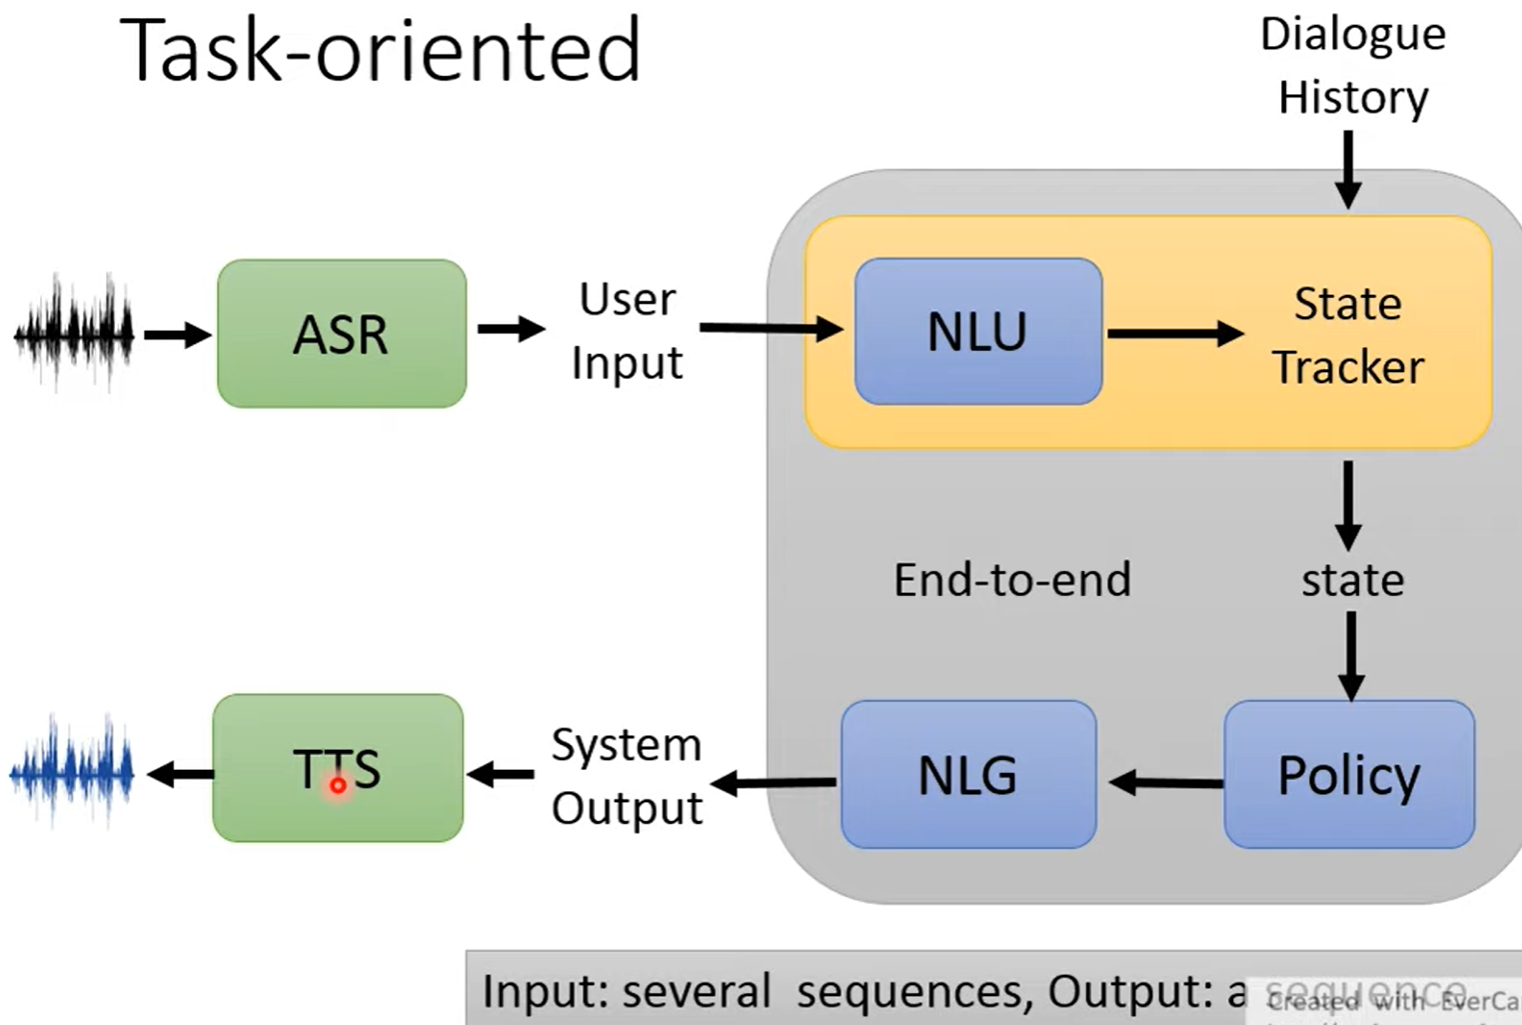 Task-oriented
Dialogue
History
ASR
User
Input
NLU
State
Tracker
End-to-end
state
TTS
System
Output
NLG
Policy
Input: several sequences, Output: a sequence
Created with EverCa